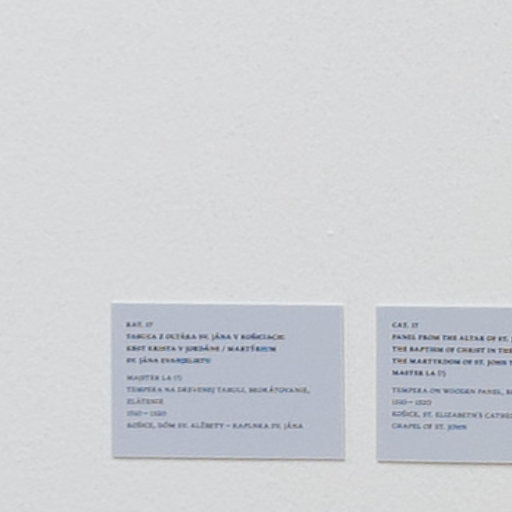 KAT. 17
TABUĽA Z OLTÁRA SV. JÁNA V KOŠICIACH
KRST KRISTA V JORDÁNE / MARTÝRIUM
SV. JÁNA EVANJELISTU
MAJSTER LA (?)
TEMPERA NA DREVENEJ TABULI, BROKÁTOVANIE,
ZLÁTENIE
1510 – 1520
KOŠICE, DÓM SV. ALŽBETY – KAPLNKA SV. JÁNA
CAT. 17
PANEL FROM THE ALTAR OF ST.
THE BAPTISM OF CHRIST IN THE
THE MARTYRDOM OF ST. JOHN
MASTER LA (?)
TEMPERA ON WOODEN PANEL,
1510 – 1520
KOŠICE, ST. ELIZABETH'S
CHAPEL OF ST. JOHN